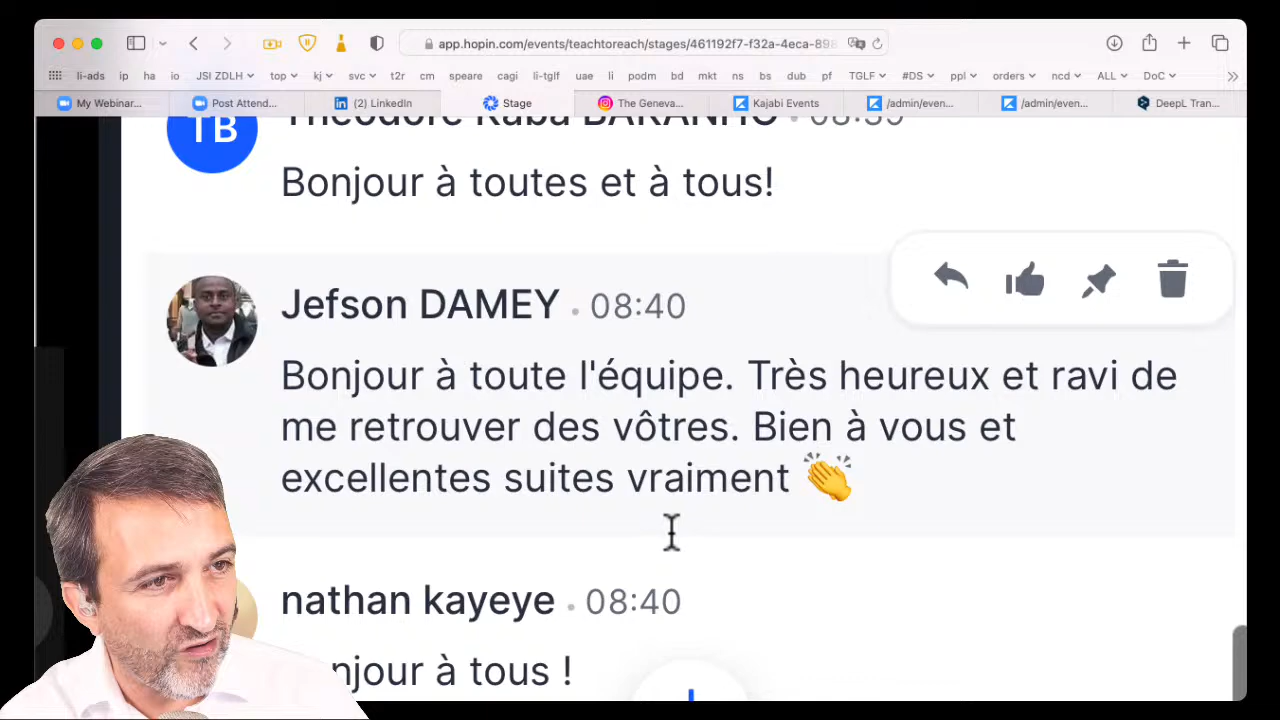 app.hopin.com/events/teachtoreach/stages/461192f7-f32a-4eca-898
li-ads ip ha io JSI ZDLH top kj svc t2r cm speare cagi li-tglf uae li podm bd mkt ns bs dub pf TGLF #DS ppl orders ncd ALL DoC
My Webinar... Post Attend... (2) LinkedIn Stage The Geneva... Kajabi Events /admin/even... /admin/even... DeepL Tran...
TB
Bonjour à toutes et à tous!
Jefson DAMEY • 08:40
Bonjour à toute l'équipe. Très heureux et ravi de
me retrouver des vôtres. Bien à vous et
excellentes suites vraiment 👏
nathan kayeye • 08:40
njour à tous !